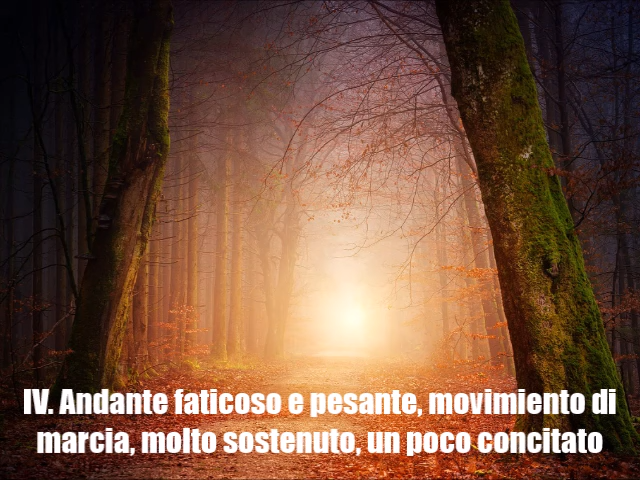 IV. Andante faticoso e pesante, movimiento di
marcia, molto sostenuto, un poco concitato